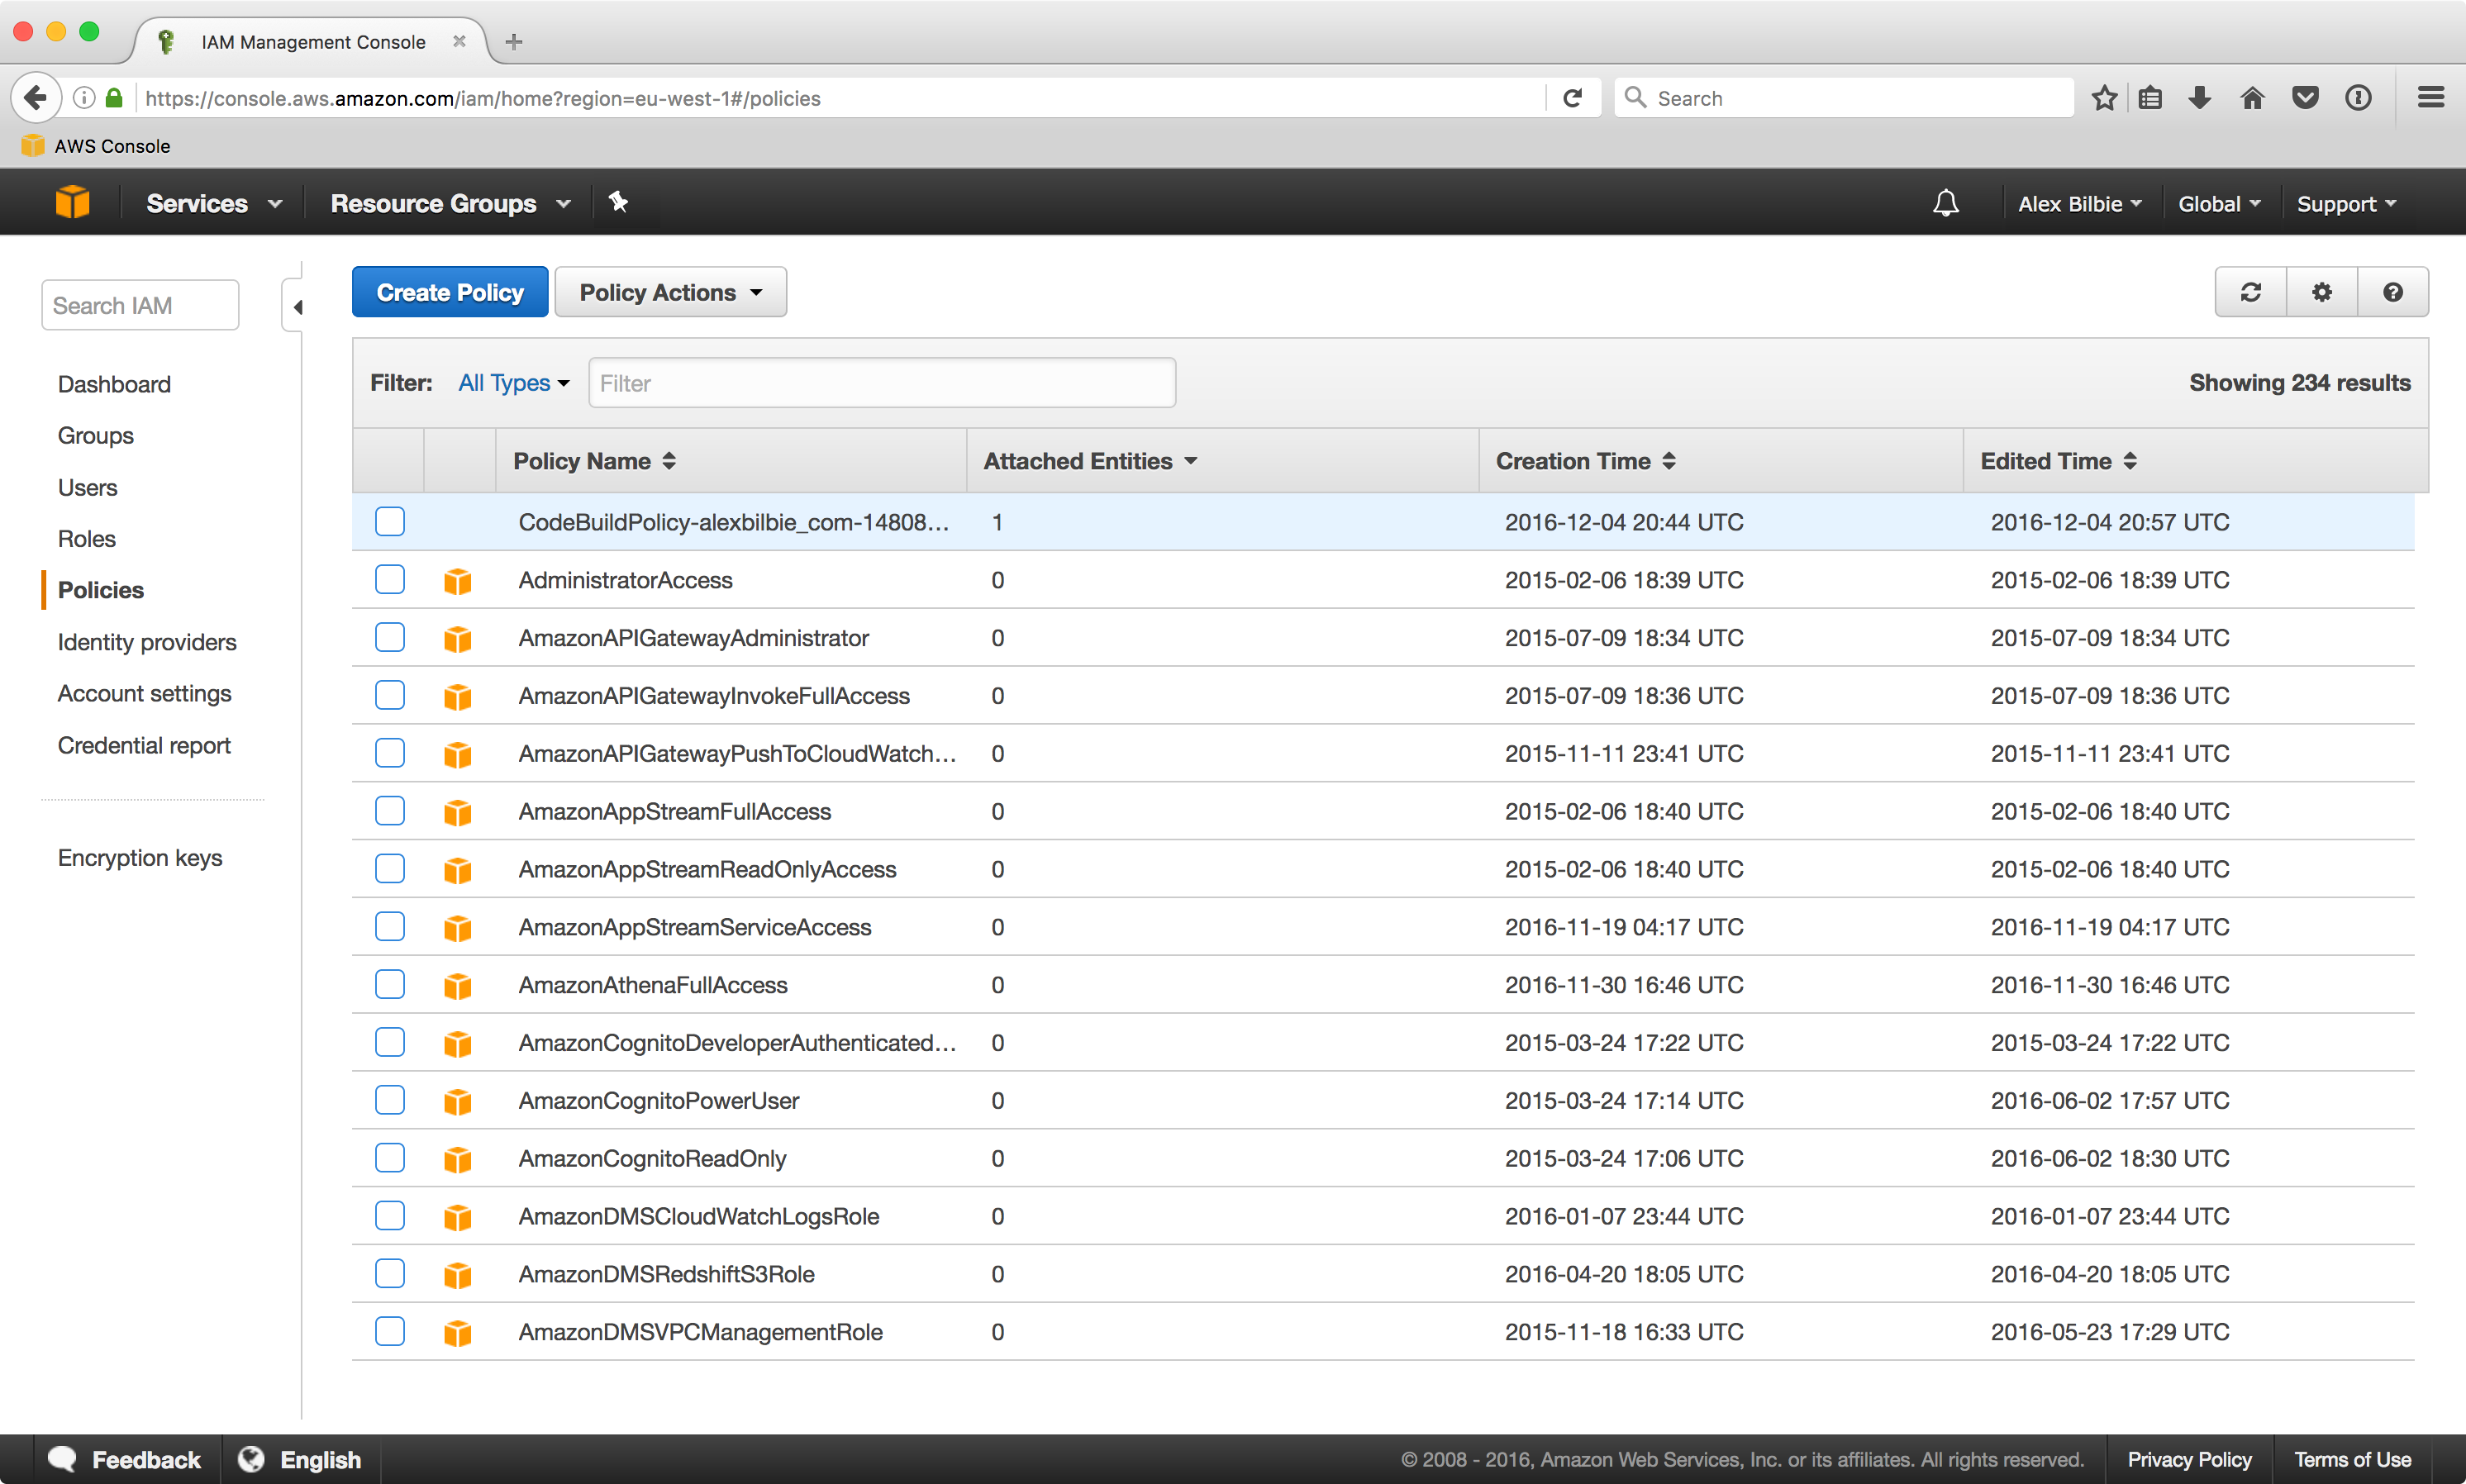 IAM Management Console
https://console.aws.amazon.com/iam/home?region=eu-west-1#/policies
Search
AWS Console
Services
Resource Groups
Alex Bilbie
Global
Support
Search IAM
Dashboard
Groups
Users
Roles
Policies
Identity providers
Account settings
Credential report
Encryption keys
Create Policy
Policy Actions
Filter: All Types Filter Showing 234 results
Policy Name Attached Entities Creation Time Edited Time
CodeBuildPolicy-alexbilbie_com-14808... 1 2016-12-04 20:44 UTC 2016-12-04 20:57 UTC
AdministratorAccess 0 2015-02-06 18:39 UTC 2015-02-06 18:39 UTC
AmazonAPIGatewayAdministrator 0 2015-07-09 18:34 UTC 2015-07-09 18:34 UTC
AmazonAPIGatewayInvokeFullAccess 0 2015-07-09 18:36 UTC 2015-07-09 18:36 UTC
AmazonAPIGatewayPushToCloudWatch... 0 2015-11-11 23:41 UTC 2015-11-11 23:41 UTC
AmazonAppStreamFullAccess 0 2015-02-06 18:40 UTC 2015-02-06 18:40 UTC
AmazonAppStreamReadOnlyAccess 0 2015-02-06 18:40 UTC 2015-02-06 18:40 UTC
AmazonAppStreamServiceAccess 0 2016-11-19 04:17 UTC 2016-11-19 04:17 UTC
AmazonAthenaFullAccess 0 2016-11-30 16:46 UTC 2016-11-30 16:46 UTC
AmazonCognitoDeveloperAuthenticated... 0 2015-03-24 17:22 UTC 2015-03-24 17:22 UTC
AmazonCognitoPowerUser 0 2015-03-24 17:14 UTC 2016-06-02 17:57 UTC
AmazonCognitoReadOnly 0 2015-03-24 17:06 UTC 2016-06-02 18:30 UTC
AmazonDMSCloudWatchLogsRole 0 2016-01-07 23:44 UTC 2016-01-07 23:44 UTC
AmazonDMSRedshiftS3Role 0 2016-04-20 18:05 UTC 2016-04-20 18:05 UTC
AmazonDMSVPCManagementRole 0 2015-11-18 16:33 UTC 2016-05-23 17:29 UTC
Feedback
English
© 2008 - 2016, Amazon Web Services, Inc. or its affiliates. All rights reserved.
Privacy Policy
Terms of Use